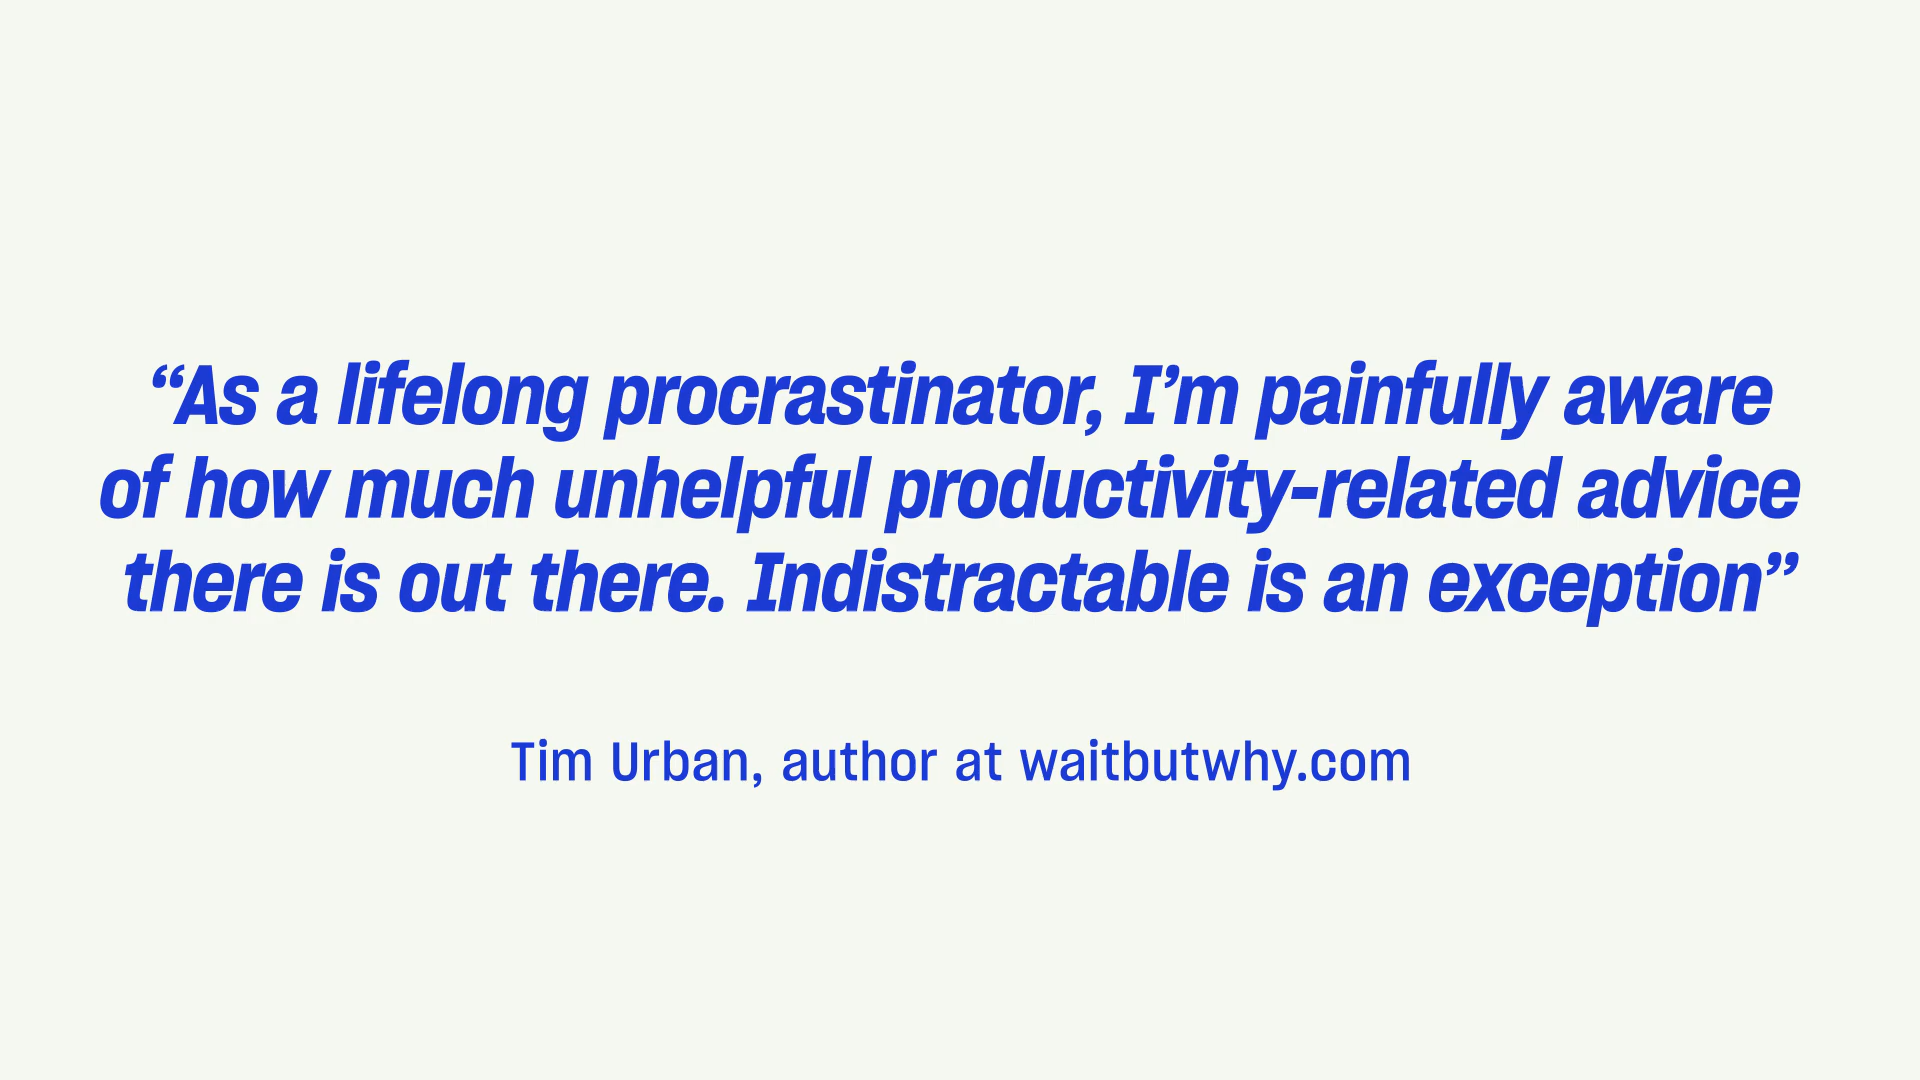 “As a lifelong procrastinator, I’m painfully aware
of how much unhelpful productivity-related advice
there is out there. Indistractable is an exception”
Tim Urban, author at waitbutwhy.com